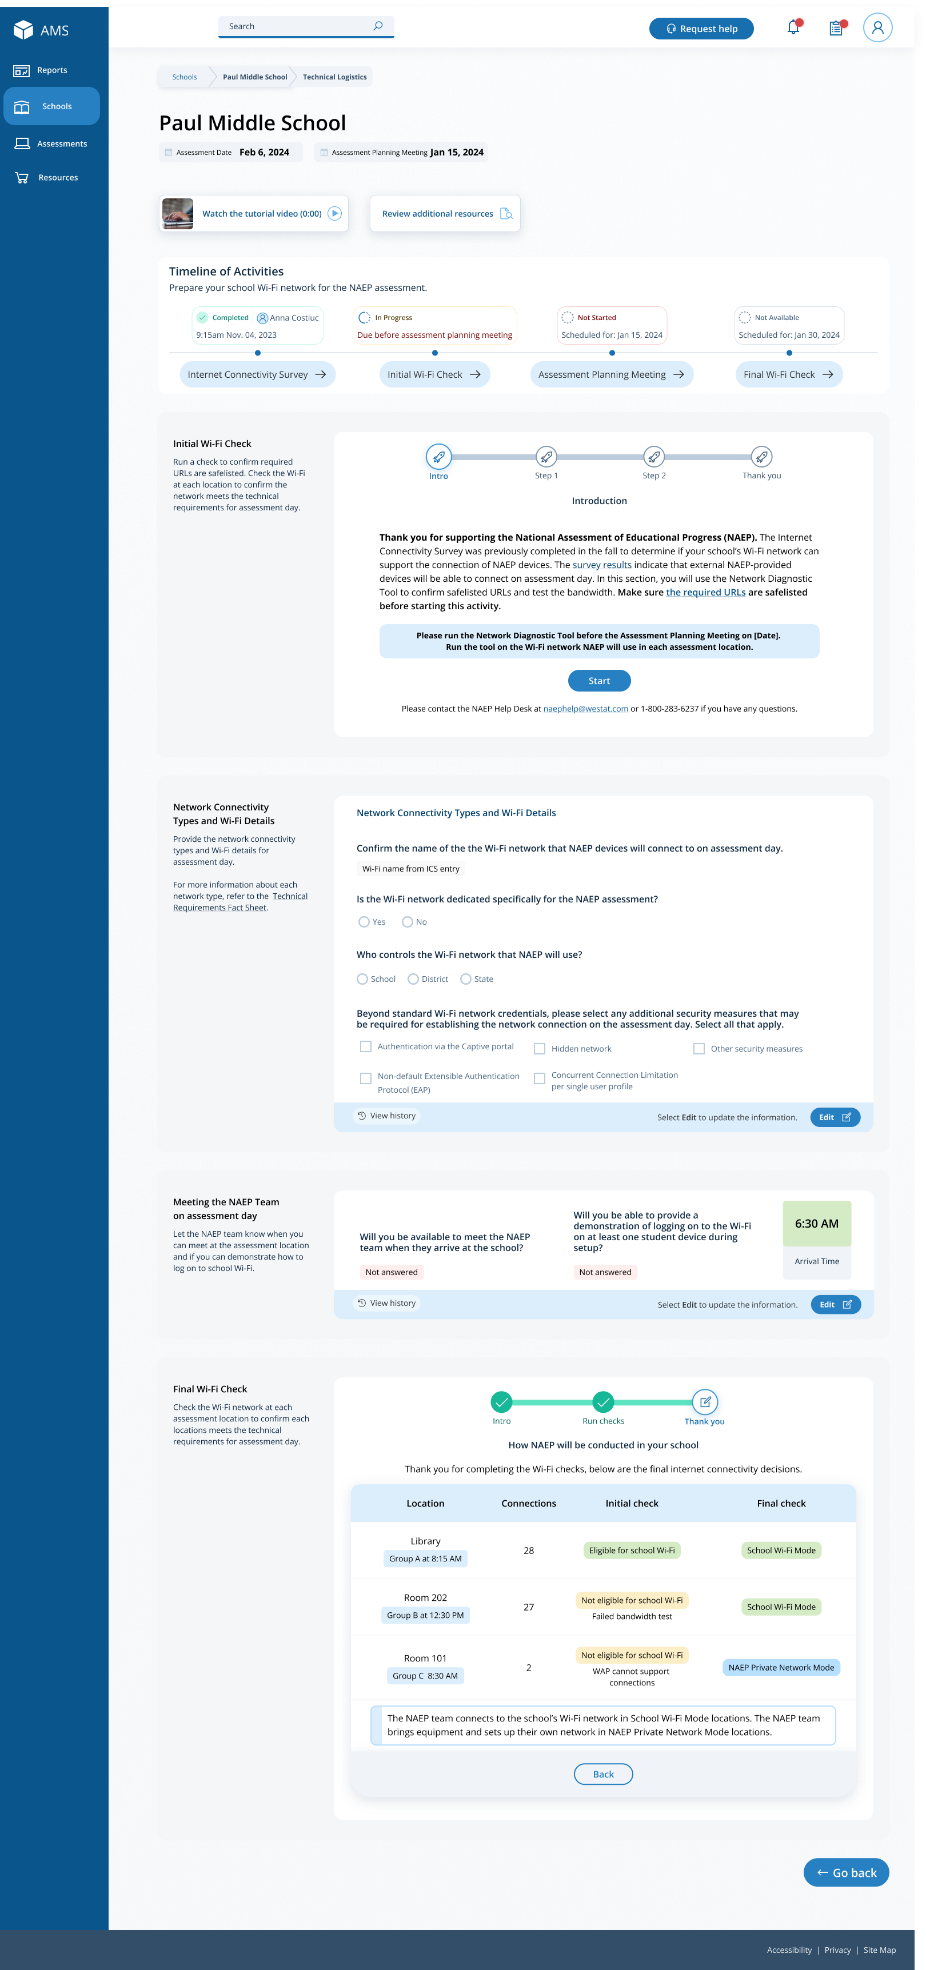 AMS
Search
Request help
Reports
Schools
Assessments
Resources
Schools
Paul Middle School
Technical Logistics
Paul Middle School
Assessment Date Feb 6, 2024
Assessment Planning Meeting Jan 15, 2024
Watch the tutorial video (0:00)
Review additional resources
Timeline of Activities
Prepare your school Wi-Fi network for the NAEP assessment.
Completed Anna Costiuc
9:15am Nov. 04, 2023
Internet Connectivity Survey →
In Progress
Due before assessment planning meeting
Initial Wi-Fi Check →
Not Started
Scheduled for: Jan 15, 2024
Assessment Planning Meeting →
Not Available
Scheduled for: Jan 30, 2024
Final Wi-Fi Check →
Initial Wi-Fi Check
Run a check to confirm required
URLs are safelisted. Check the Wi-Fi
at each location to confirm the
network meets the technical
requirements for assessment day.
Intro
Step 1
Step 2
Thank you
Introduction
Thank you for supporting the National Assessment of Educational Progress (NAEP). The Internet
Connectivity Survey was previously completed in the fall to determine if your school's Wi-Fi network can
support the connection of NAEP devices. The survey results indicate that external NAEP-provided
devices will be able to connect on assessment day. In this section, you will use the Network Diagnostic
Tool to confirm safelisted URLs and test the bandwidth. Make sure the required URLs are safelisted
before starting this activity.
Please run the Network Diagnostic Tool before the Assessment Planning Meeting on [Date].
Run the tool on the Wi-Fi network NAEP will use in each assessment location.
Start
Please contact the NAEP Help Desk at naephelp@westat.com or 1-800-283-6237 if you have any questions.
Network Connectivity
Types and Wi-Fi Details
Provide the network connectivity
types and Wi-Fi details for
assessment day.
For more information about each
network type, refer to the Technical
Requirements Fact Sheet.
Network Connectivity Types and Wi-Fi Details
Confirm the name of the the Wi-Fi network that NAEP devices will connect to on assessment day.
Wi-Fi name from ICS entry
Is the Wi-Fi network dedicated specifically for the NAEP assessment?
Yes No
Who controls the Wi-Fi network that NAEP will use?
School District State
Beyond standard Wi-Fi network credentials, please select any additional security measures that may
be required for establishing the network connection on the assessment day. Select all that apply.
Authentication via the Captive portal
Hidden network
Other security measures
Non-default Extensible Authentication
Protocol (EAP)
Concurrent Connection Limitation
per single user profile
View history
Select Edit to update the information.
Edit
Meeting the NAEP Team
on assessment day
Let the NAEP team know when you
can meet at the assessment location
and if you can demonstrate how to
log on to school Wi-Fi.
Will you be available to meet the NAEP
team when they arrive at the school?
Not answered
Will you be able to provide a
demonstration of logging on to the Wi-Fi
on at least one student device during
setup?
Not answered
6:30 AM
Arrival Time
View history
Select Edit to update the information.
Edit
Final Wi-Fi Check
Check the Wi-Fi network at each
assessment location to confirm each
locations meets the technical
requirements for assessment day.
Intro
Run checks
Thank you
How NAEP will be conducted in your school
Thank you for completing the Wi-Fi checks, below are the final internet connectivity decisions.
Location Connections Initial check Final check
Library
Group A at 8:15 AM
28
Eligible for school Wi-Fi
School Wi-Fi Mode
Room 202
Group B at 12:30 PM
27
Not eligible for school Wi-Fi
Failed bandwidth test
School Wi-Fi Mode
Room 101
Group C 8:30 AM
2
Not eligible for school Wi-Fi
WAP cannot support
connections
NAEP Private Network Mode
The NAEP team connects to the school's Wi-Fi network in School Wi-Fi Mode locations. The NAEP team
brings equipment and sets up their own network in NAEP Private Network Mode locations.
Back
← Go back
Accessibility | Privacy | Site Map